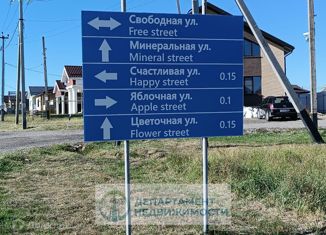 Свободная ул.
Free street
Минеральная ул.
Mineral street
Счастливая ул.
Happy street 0.15
Яблочная ул.
Apple street 0.1
Цветочная ул.
Flower street 0.15
ДЕПАРТАМЕНТ
НЕДВИЖИМОСТИ